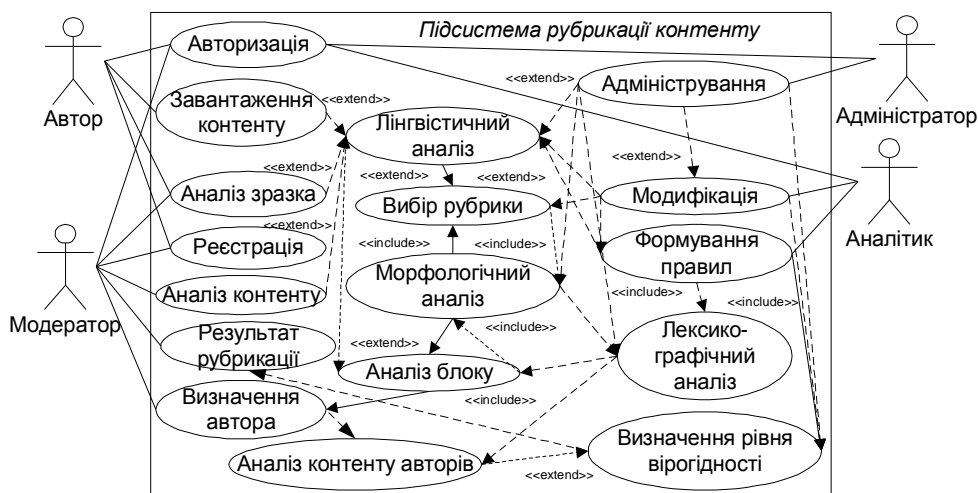 Підсистема рубрикації контенту
Автор
Модератор
Адміністратор
Аналітик
Авторизація
Завантаження
контенту
<<extend>>
Лінгвістичний
аналіз
<<extend>>
Адміністрування
<<extend>>
Аналіз зразка
<<extend>>
<<extend>>
<<extend>>
Вибір рубрики
Модифікація
<<extend>>
Реєстрація
<<include>>
<<include>>
Формування
правил
Аналіз контенту
Морфологічний
аналіз
<<include>>
Результат
рубрикації
<<extend>>
<<include>>
Лексико-
графічний
аналіз
Аналіз блоку
<<include>>
Визначення
автора
Аналіз контенту авторів
<<extend>>
Визначення рівня
вірогідності